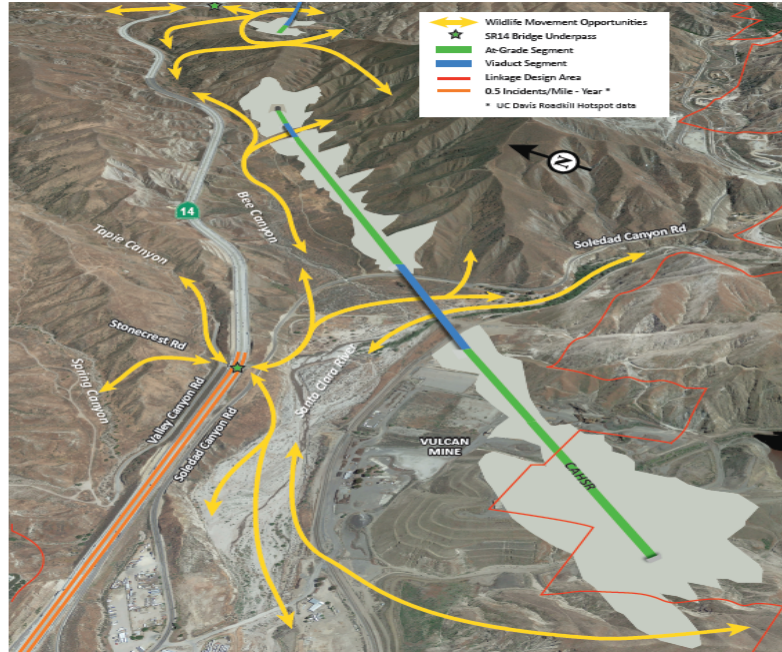 Wildlife Movement Opportunities
SR14 Bridge Underpass
At-Grade Segment
Viaduct Segment
Linkage Design Area
0.5 Incidents/Mile - Year *
* UC Davis Roadkill Hotspot data
N
14
Bee Canyon
Tapie Canyon
Soledad Canyon Rd
Stonecrest Rd
Spring Canyon
Valley Canyon Rd
Soledad Canyon Rd
Santa Clara River
VULCAN
MINE
CAHSR